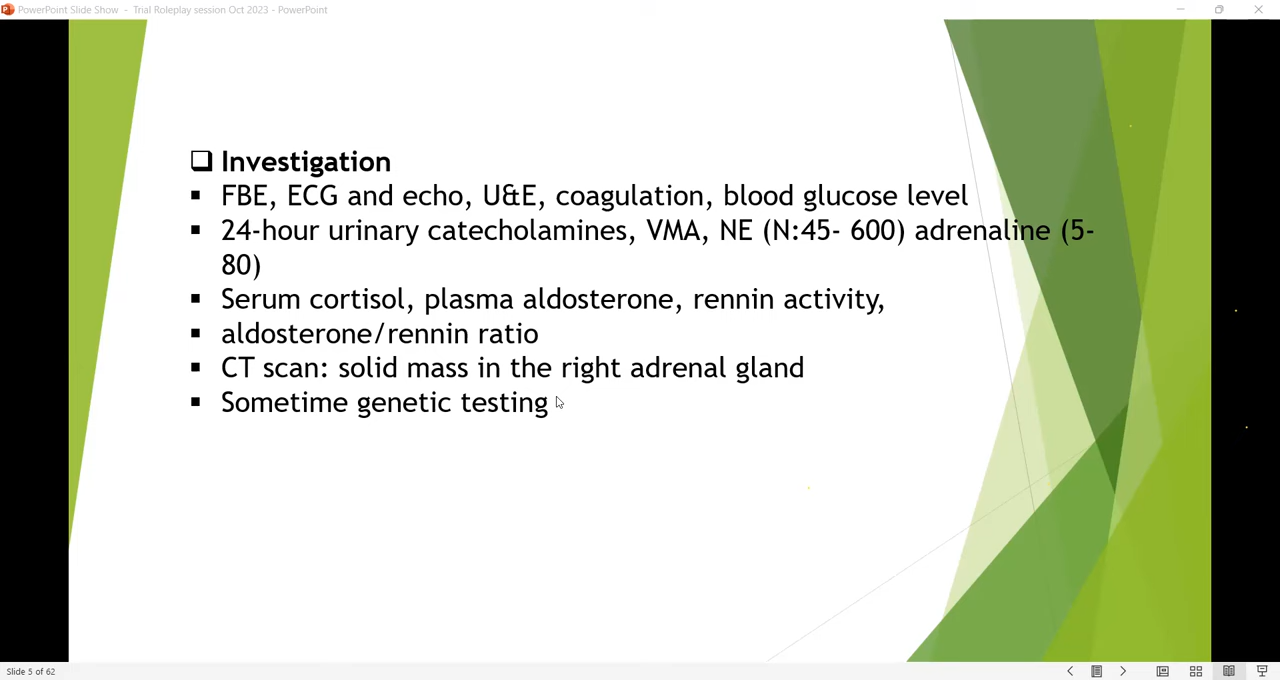 PowerPoint Slide Show - Trial Roleplay session Oct 2023 - PowerPoint
❑ Investigation
▪ FBE, ECG and echo, U&E, coagulation, blood glucose level
▪ 24-hour urinary catecholamines, VMA, NE (N:45- 600) adrenaline (5-
80)
▪ Serum cortisol, plasma aldosterone, rennin activity,
▪ aldosterone/rennin ratio
▪ CT scan: solid mass in the right adrenal gland
▪ Sometime genetic testing
Slide 5 of 62